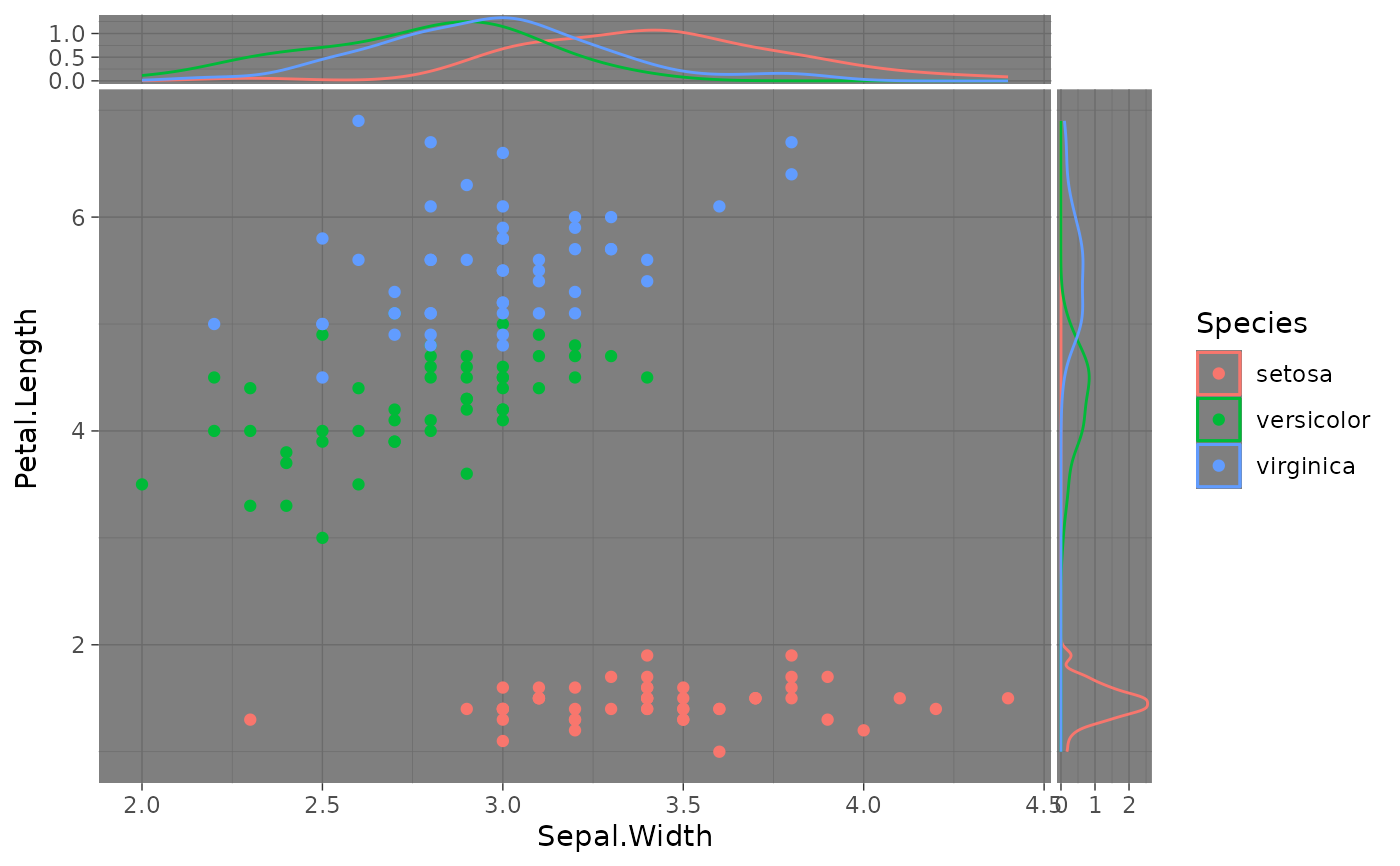 1.0
0.5
0.0
6
4
2
Petal.Length
2.0 2.5 3.0 3.5 4.0 4.5
0 1 2
Sepal.Width
Species
setosa
versicolor
virginica